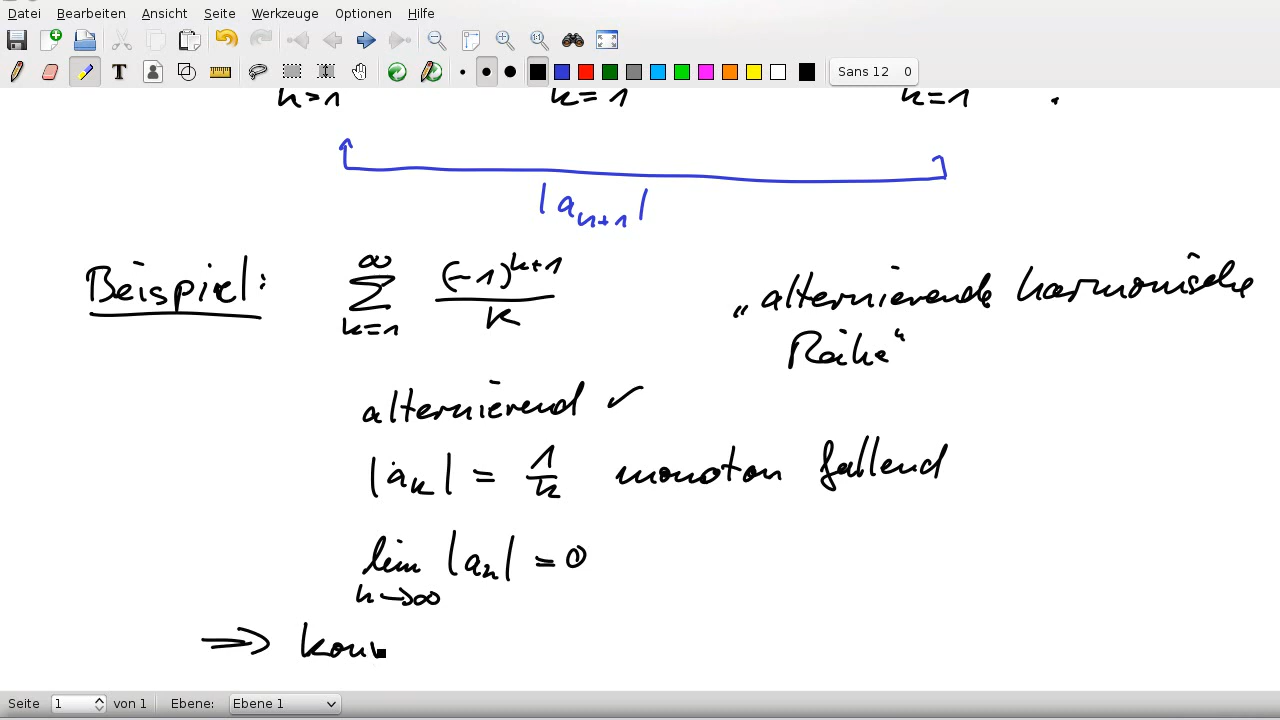 Datei Bearbeiten Ansicht Seite Werkzeuge Optionen Hilfe
Sans 12 0
k=1 k=1 k=1 .
|aₙ₊₁|
Beispiel: ∞ ∑ k=1 (-1)^(k+1) / k „alternierende harmonische
Reihe“
alternierend ✓
|aₖ| = 1/k monoton fallend
lim k→∞ |aₖ| = 0
⇒ konv
Seite 1 von 1 Ebene: Ebene 1